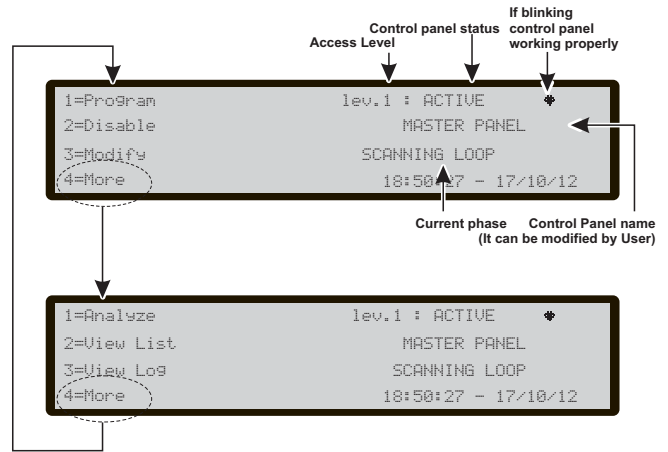 If blinking
control panel
working properly
Control panel status
Access Level
1=Program lev.1 : ACTIVE
2=Disable MASTER PANEL
3=Modify SCANNING LOOP
4=More 18:50:27 - 17/10/12
Current phase Control Panel name
(It can be modified by User)
1=Analyze lev.1 : ACTIVE
2=View List MASTER PANEL
3=View Log SCANNING LOOP
4=More 18:50:27 - 17/10/12